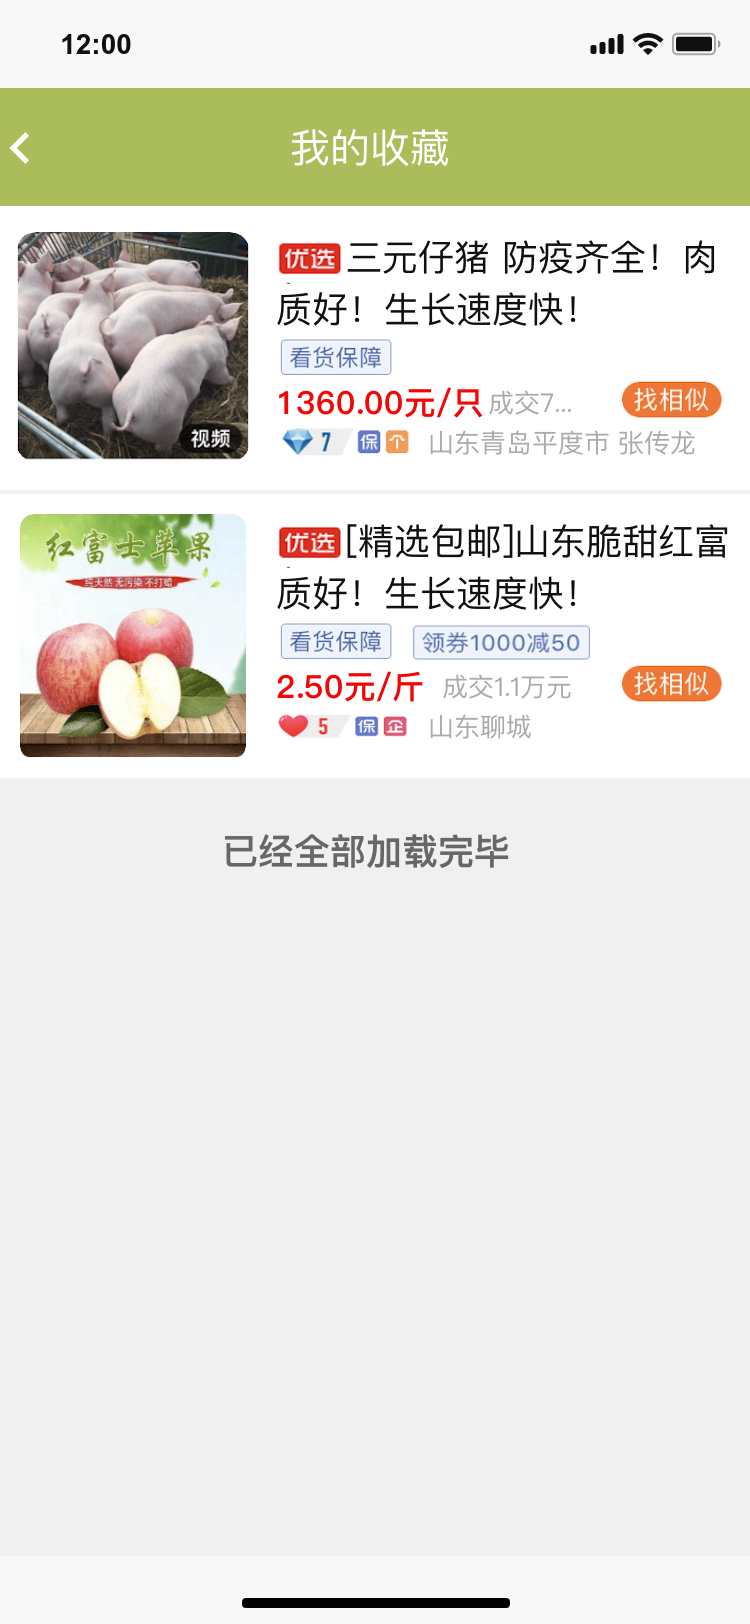 12:00
我的收藏
优选 三元仔猪 防疫齐全！肉
质好！生长速度快！
看货保障
1360.00元/只 成交7... 找相似
视频
7 保 个 山东青岛平度市 张传龙
红富士苹果
纯天然 无污染 不打蜡
优选 [精选包邮]山东脆甜红富
质好！生长速度快！
看货保障 领券1000减50
2.50元/斤 成交1.1万元 找相似
5 保 企 山东聊城
已经全部加载完毕